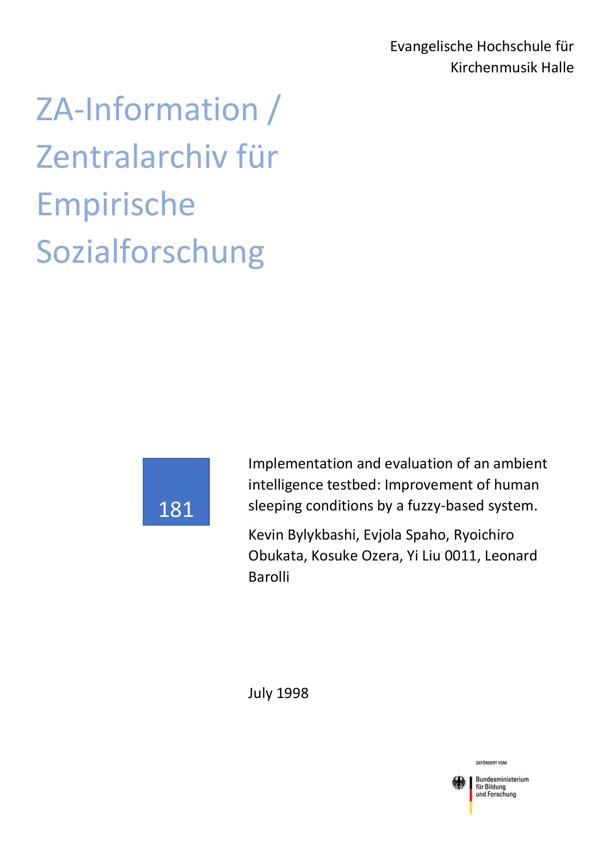 Evangelische Hochschule für
Kirchenmusik Halle
ZA-Information /
Zentralarchiv für
Empirische
Sozialforschung
181
Implementation and evaluation of an ambient
intelligence testbed: Improvement of human
sleeping conditions by a fuzzy-based system.
Kevin Bylykbashi, Evjola Spaho, Ryoichiro
Obukata, Kosuke Ozera, Yi Liu 0011, Leonard
Barolli
July 1998
GEFÖRDERT VOM
Bundesministerium
für Bildung
und Forschung